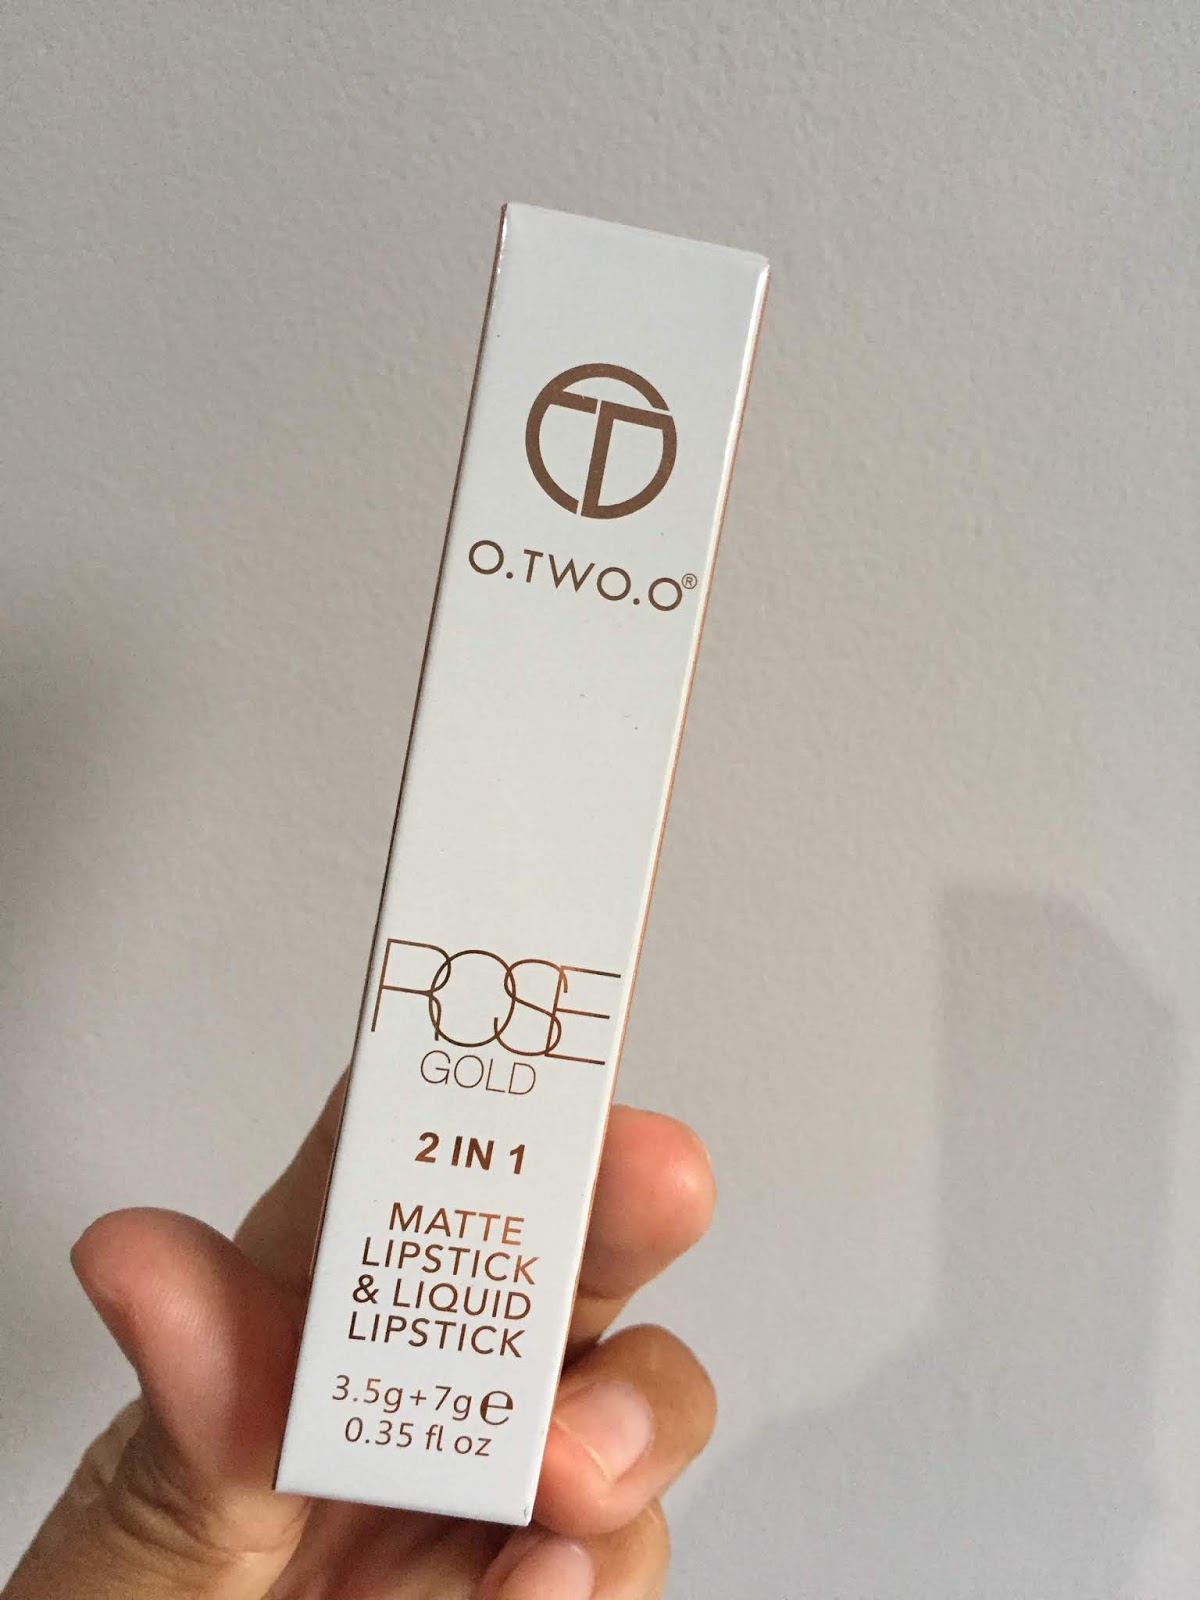 O.TWO.O®
ROSE
GOLD
2 IN 1
MATTE
LIPSTICK
& LIQUID
LIPSTICK
3.5g+7g℮
0.35 fl oz